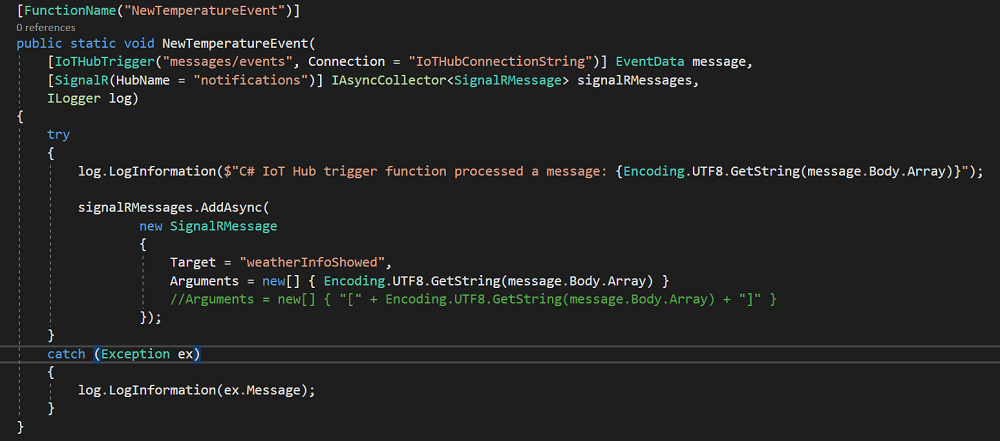 [FunctionName("NewTemperatureEvent")]
0 references
public static void NewTemperatureEvent(
[IoTHubTrigger("messages/events", Connection = "IoTHubConnectionString")] EventData message,
[SignalR(HubName = "notifications")] IAsyncCollector<SignalRMessage> signalRMessages,
ILogger log)
{
try
{
log.LogInformation($"C# IoT Hub trigger function processed a message: {Encoding.UTF8.GetString(message.Body.Array)}");
signalRMessages.AddAsync(
new SignalRMessage
{
Target = "weatherInfoShowed",
Arguments = new[] { Encoding.UTF8.GetString(message.Body.Array) }
//Arguments = new[] { "[" + Encoding.UTF8.GetString(message.Body.Array) + "]" }
});
}
catch (Exception ex)
{
log.LogInformation(ex.Message);
}
}